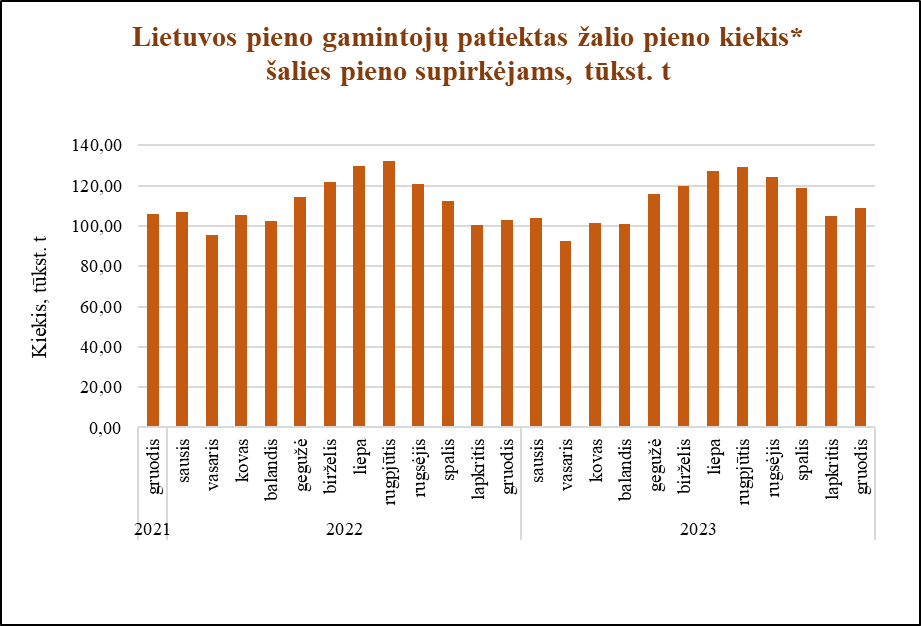 Lietuvos pieno gamintojų patiektas žalio pieno kiekis*
šalies pieno supirkėjams, tūkst. t
Kiekis, tūkst. t
140,00
120,00
100,00
80,00
60,00
40,00
20,00
0,00
gruodis
sausis
vasaris
kovas
balandis
gegužė
birželis
liepa
rugpjūtis
rugsėjis
spalis
lapkritis
gruodis
sausis
vasaris
kovas
balandis
gegužė
birželis
liepa
rugpjūtis
rugsėjis
spalis
lapkritis
gruodis
2021
2022
2023